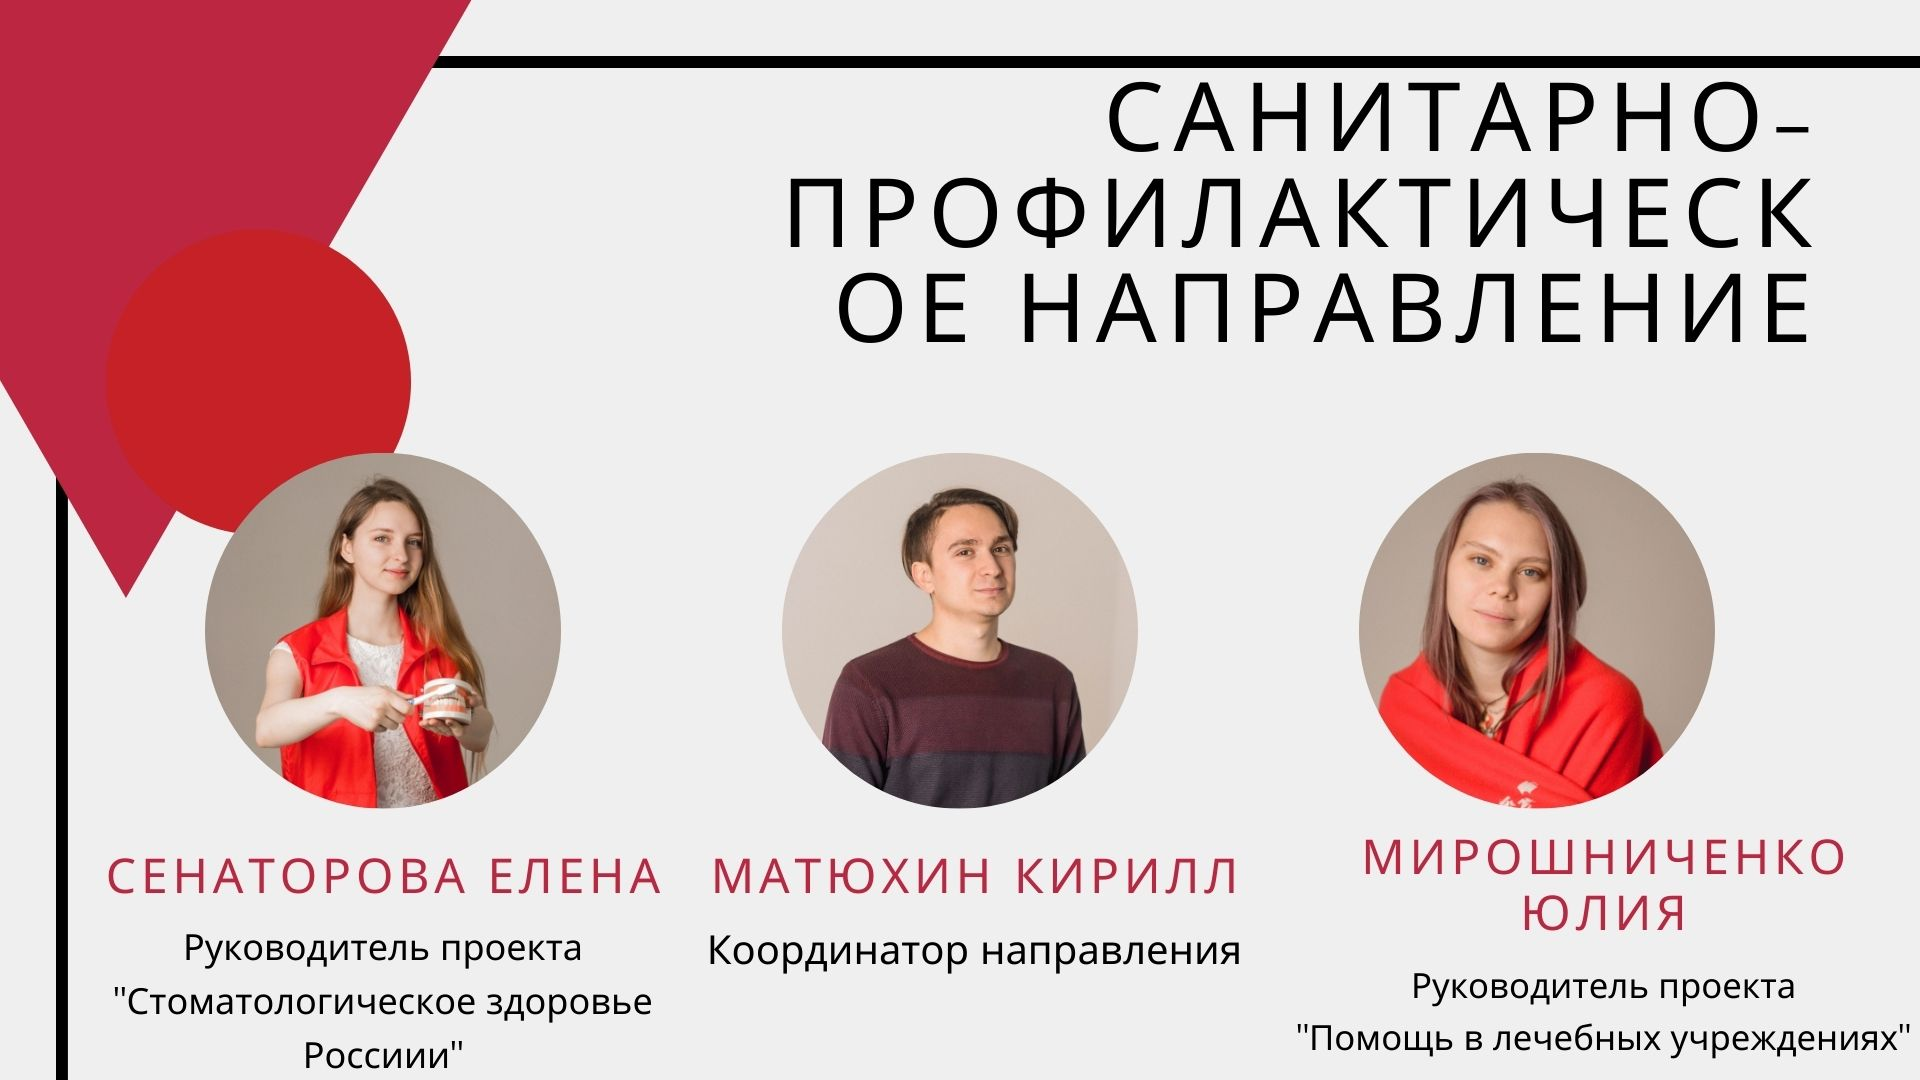 САНИТАРНО–
ПРОФИЛАКТИЧЕСК
ОЕ НАПРАВЛЕНИЕ
СЕНАТОРОВА ЕЛЕНА
Руководитель проекта
"Стоматологическое здоровье
Россиии"
МАТЮХИН КИРИЛЛ
Координатор направления
МИРОШНИЧЕНКО
ЮЛИЯ
Руководитель проекта
"Помощь в лечебных учреждениях"